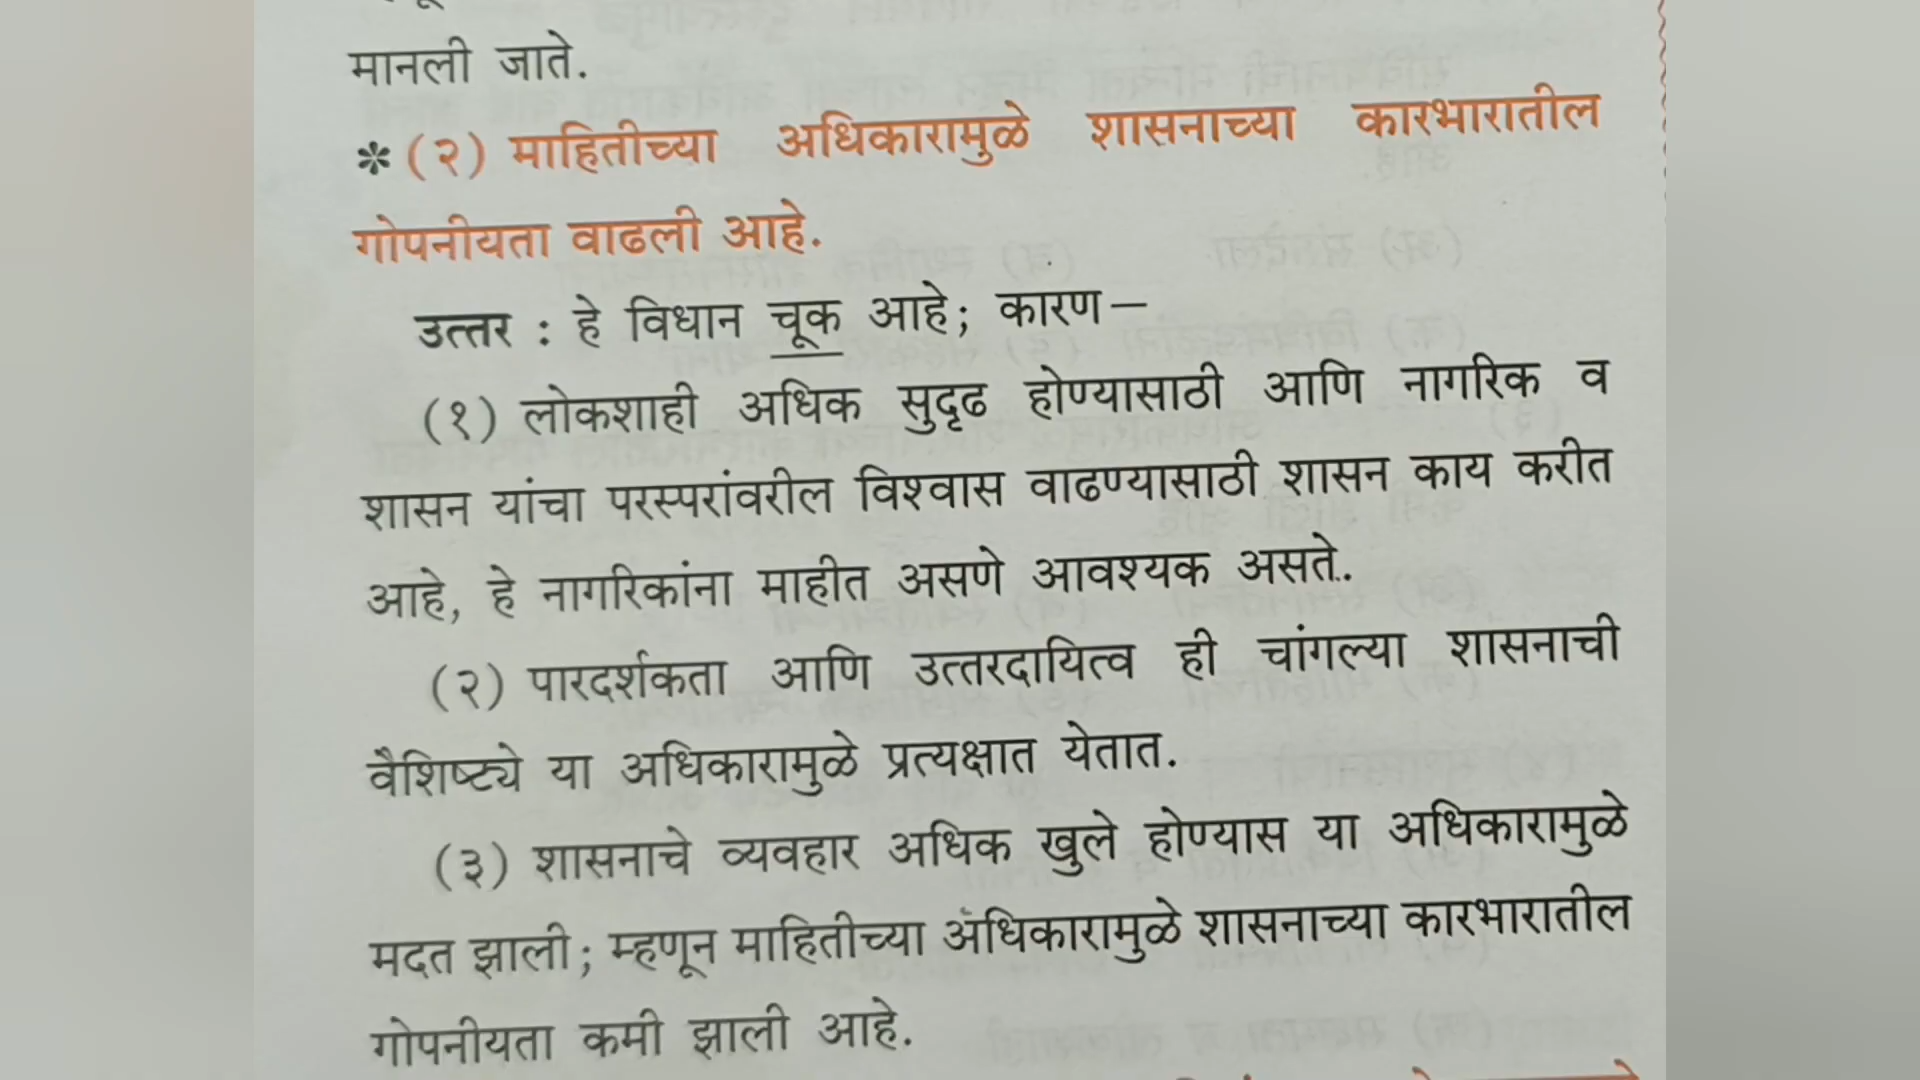 मानली जाते.
* (२) माहितीच्या अधिकारामुळे शासनाच्या कारभारातील
गोपनीयता वाढली आहे.
उत्तर : हे विधान चूक आहे; कारण—
(१) लोकशाही अधिक सुदृढ होण्यासाठी आणि नागरिक व
शासन यांचा परस्परांवरील विश्वास वाढण्यासाठी शासन काय करीत
आहे, हे नागरिकांना माहीत असणे आवश्यक असते.
(२) पारदर्शकता आणि उत्तरदायित्व ही चांगल्या शासनाची
वैशिष्ट्ये या अधिकारामुळे प्रत्यक्षात येतात.
(३) शासनाचे व्यवहार अधिक खुले होण्यास या अधिकारामुळे
मदत झाली; म्हणून माहितीच्या अधिकारामुळे शासनाच्या कारभारातील
गोपनीयता कमी झाली आहे.